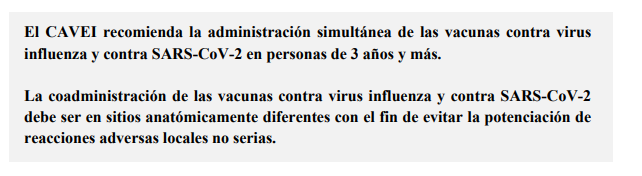 El CAVEI recomienda la administración simultánea de las vacunas contra virus
influenza y contra SARS-CoV-2 en personas de 3 años y más.
La coadministración de las vacunas contra virus influenza y contra SARS-CoV-2
debe ser en sitios anatómicamente diferentes con el fin de evitar la potenciación de
reacciones adversas locales no serias.